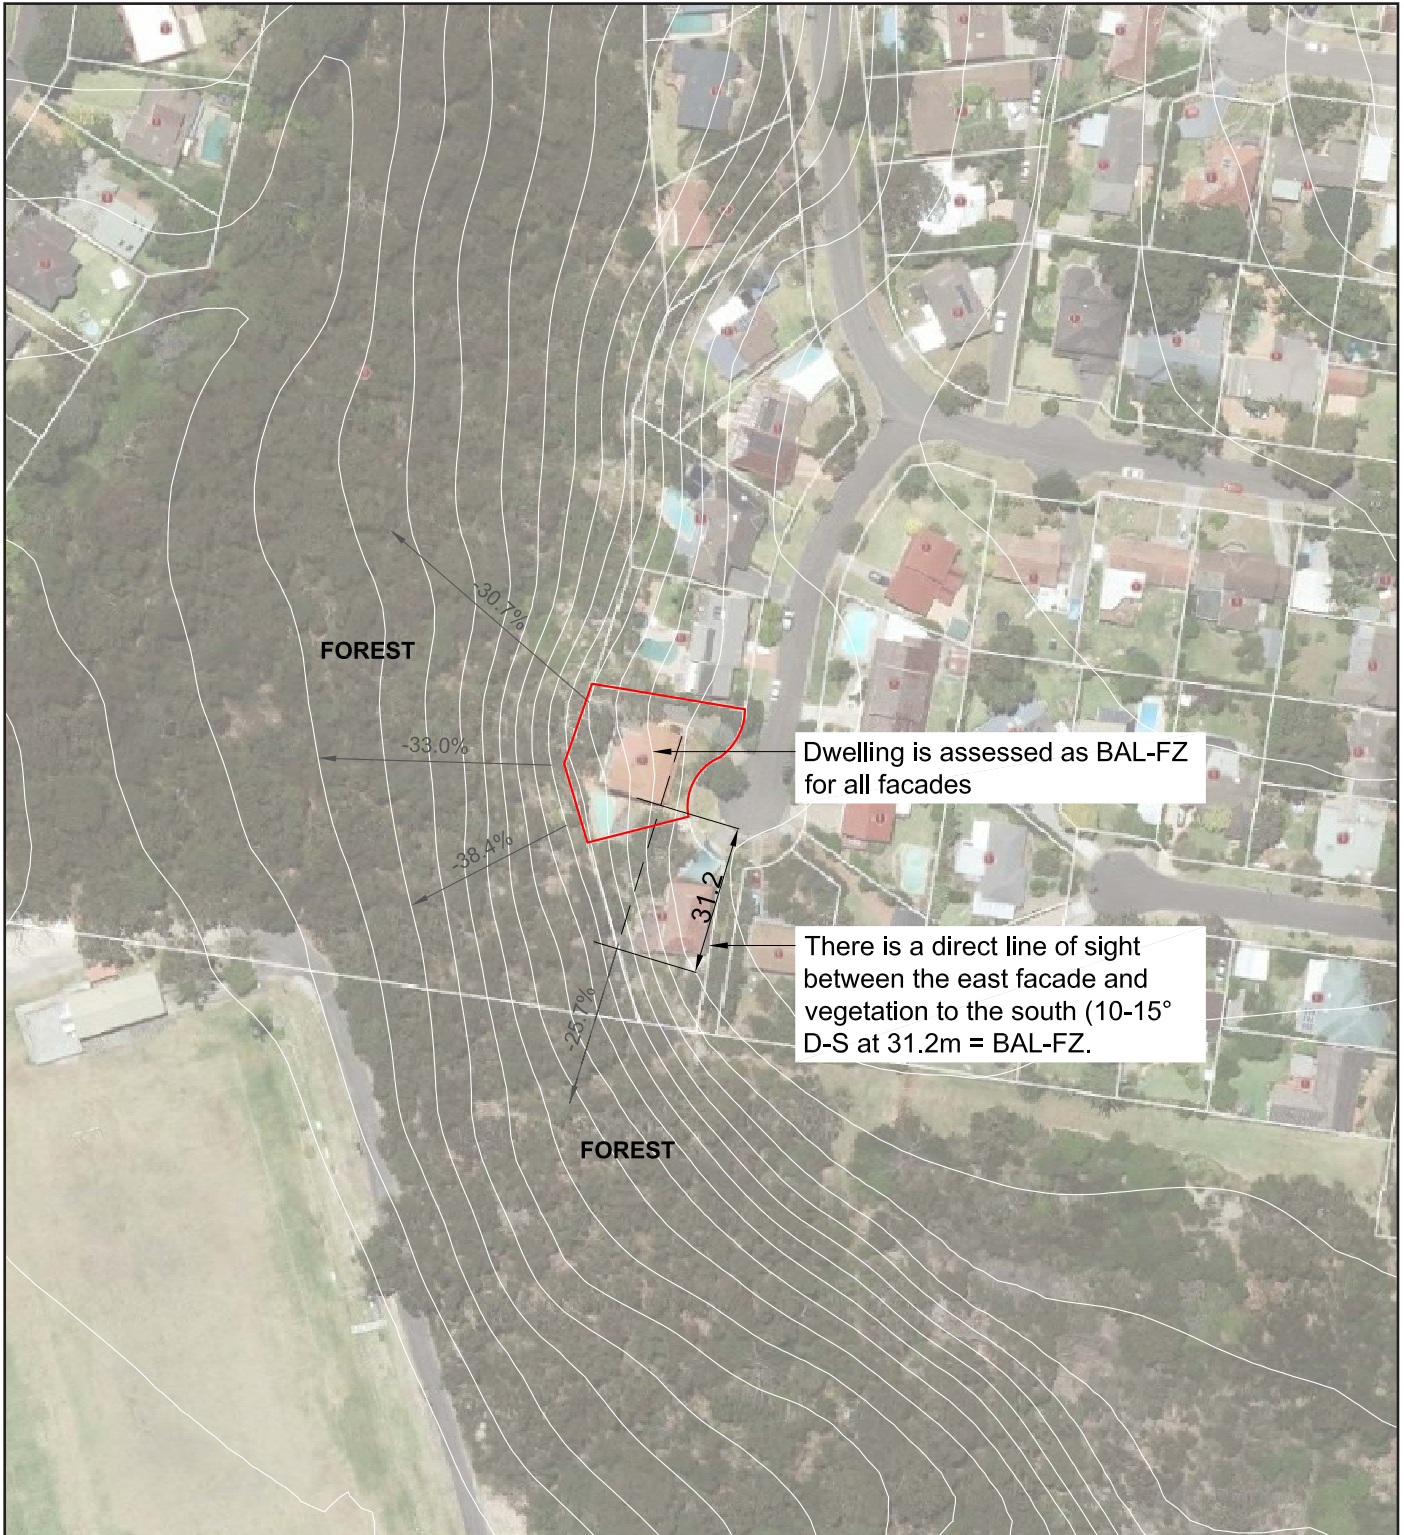 -30.7%
FOREST
-33.0%
Dwelling is assessed as BAL-FZ
for all facades
-38.4%
31.2
There is a direct line of sight
between the east facade and
vegetation to the south (10-15°
D-S at 31.2m = BAL-FZ.
-25.7%
FOREST